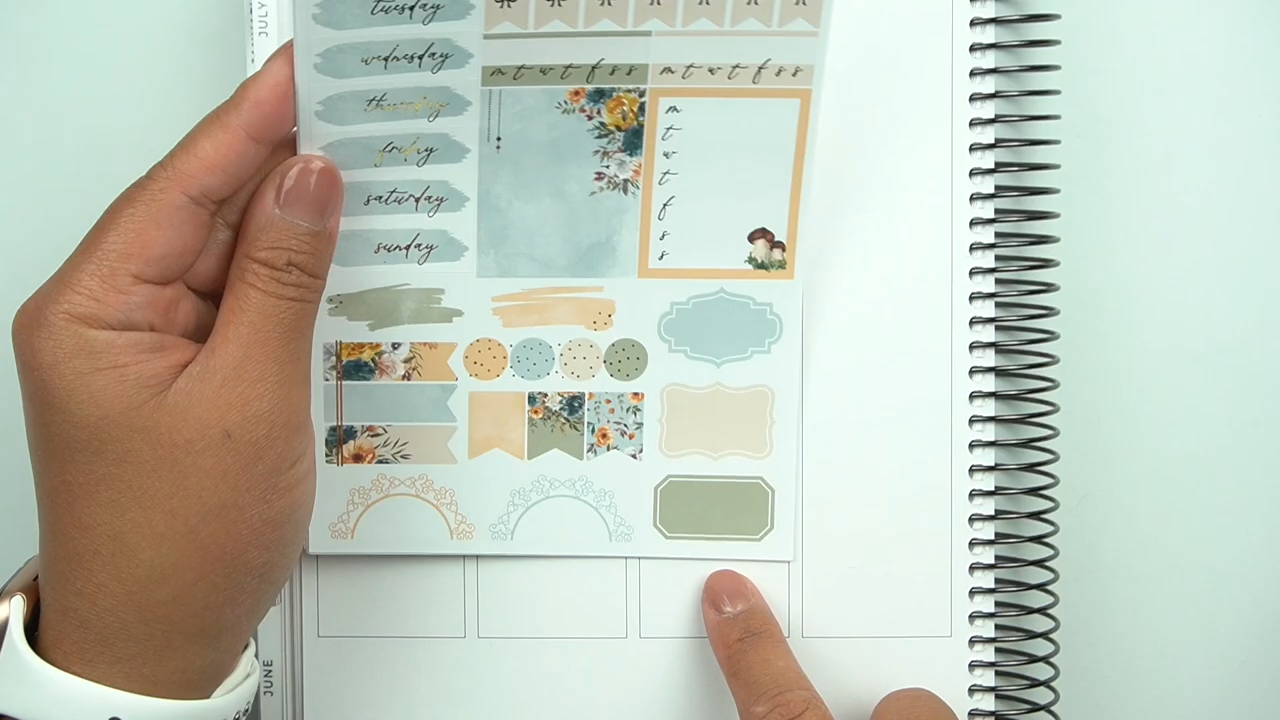 JULY
tuesday
wednesday
thursday
friday
saturday
sunday
m t w t f s s
m t w t f s s
m
t
w
t
f
s
s
JUNE